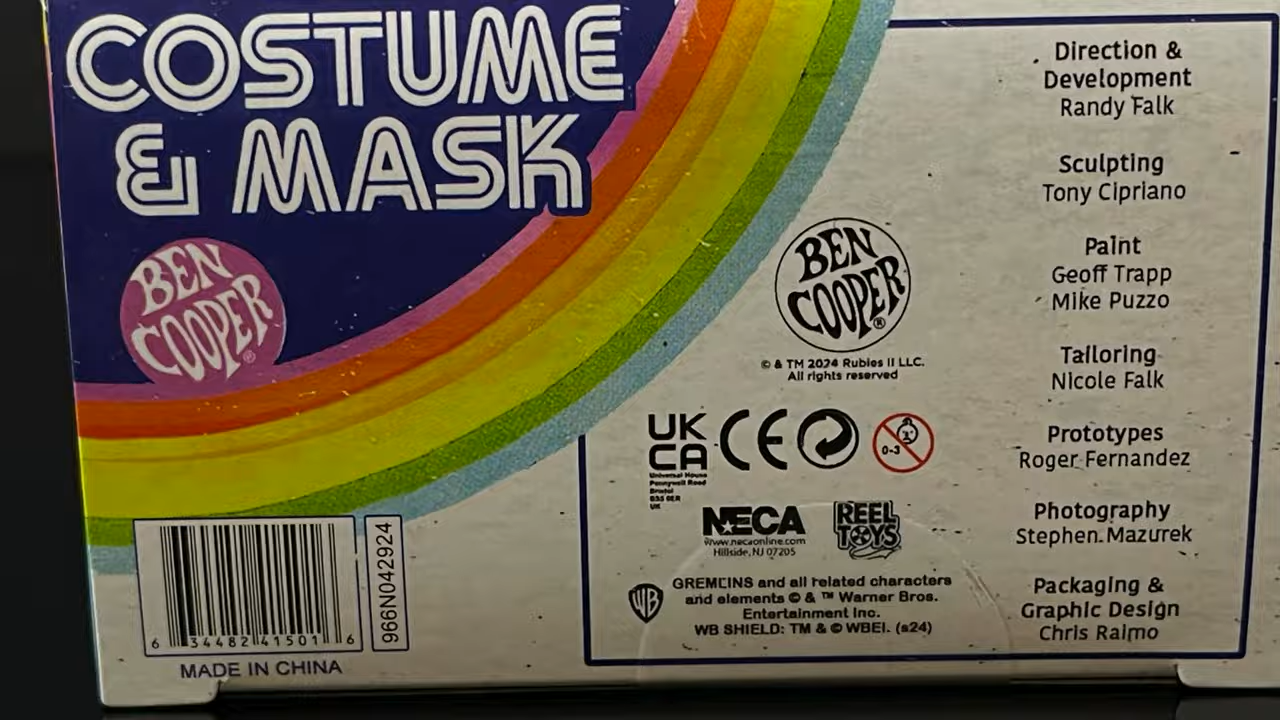 COSTUME
& MASK
BEN
COOPER®
6 34482 41501 6
966N042924
MADE IN CHINA
BEN
COOPER®
© & TM 2024 Rubies II LLC.
All rights reserved
UK
CA
CE
0-3
Universal House
Pennywell Road
Bristol
BS5 0ER
UK
NECA
www.necaonline.com
Hillside, NJ 07205
REEL
TOYS
WB
GREMLINS and all related characters
and elements © & ™ Warner Bros.
Entertainment Inc.
WB SHIELD: TM & © WBEI. (s24)
Direction &
Development
Randy Falk
Sculpting
Tony Cipriano
Paint
Geoff Trapp
Mike Puzzo
Tailoring
Nicole Falk
Prototypes
Roger Fernandez
Photography
Stephen Mazurek
Packaging &
Graphic Design
Chris Raimo